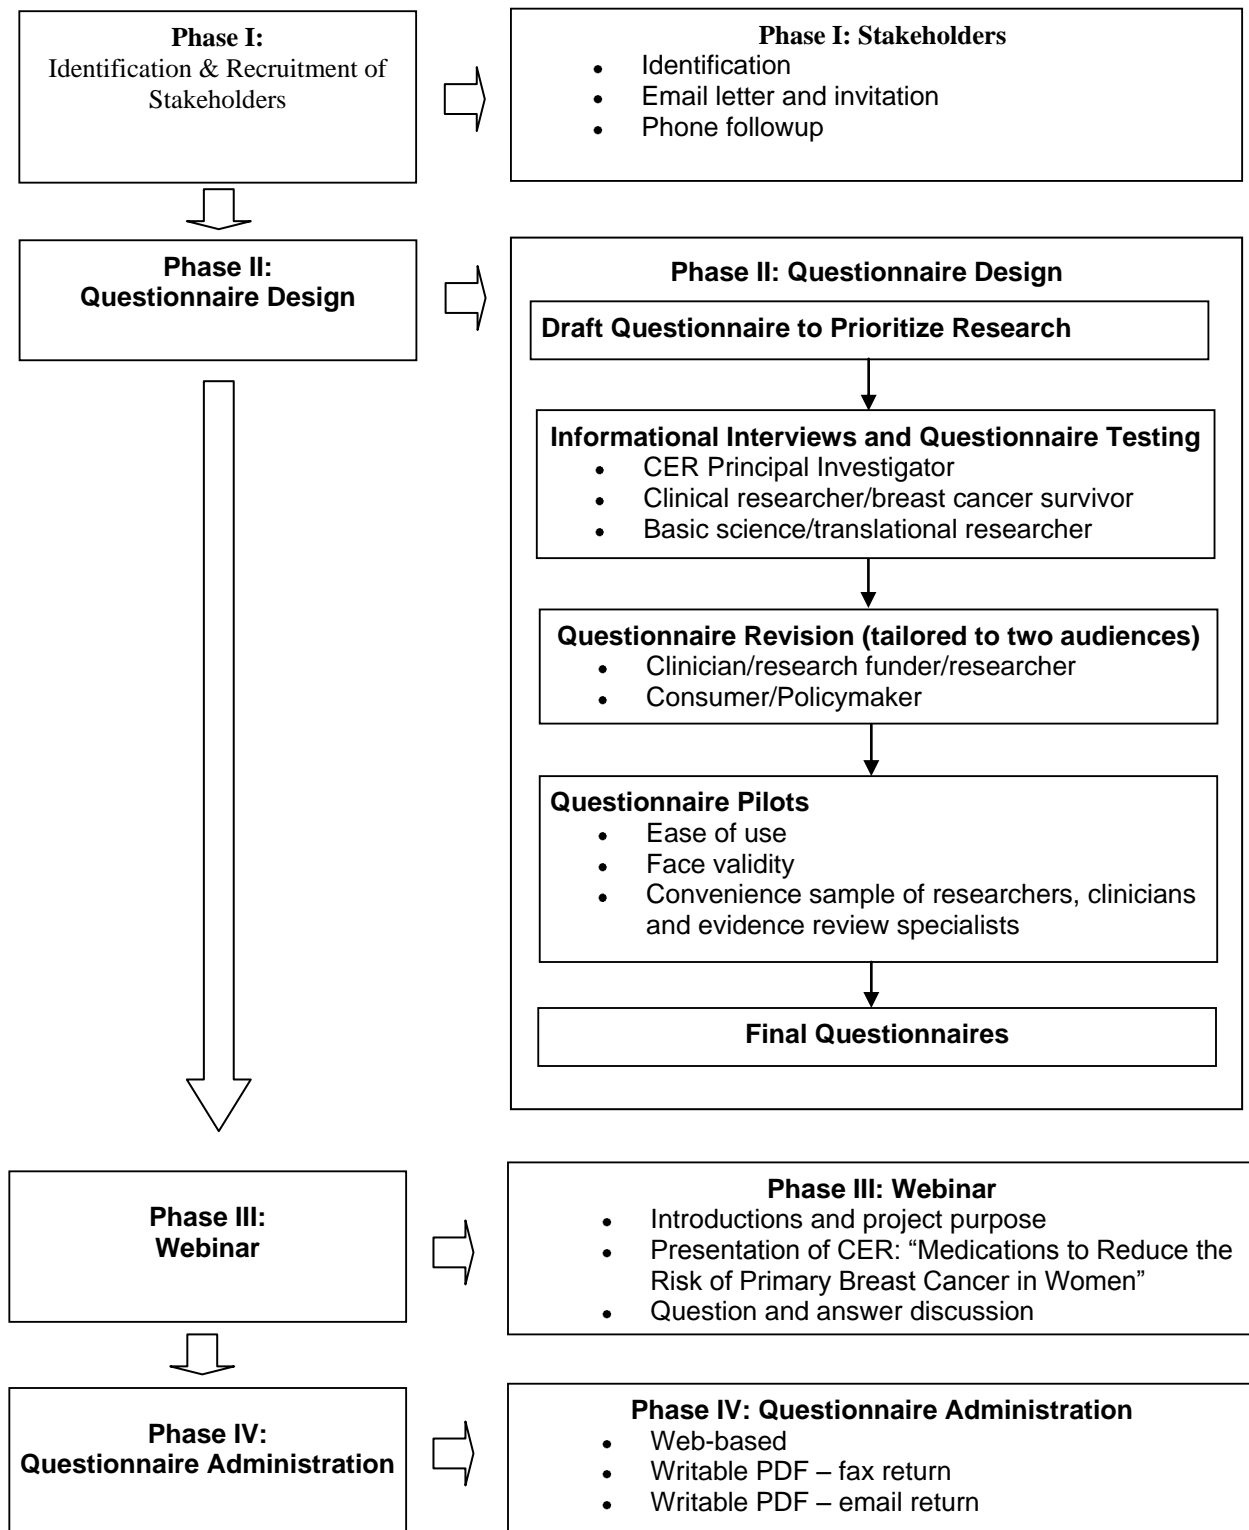 Phase I:
Identification & Recruitment of
Stakeholders
Phase I: Stakeholders
• Identification
• Email letter and invitation
• Phone followup
Phase II:
Questionnaire Design
Phase II: Questionnaire Design
Draft Questionnaire to Prioritize Research
Informational Interviews and Questionnaire Testing
• CER Principal Investigator
• Clinical researcher/breast cancer survivor
• Basic science/translational researcher
Questionnaire Revision (tailored to two audiences)
• Clinician/research funder/researcher
• Consumer/Policymaker
Questionnaire Pilots
• Ease of use
• Face validity
• Convenience sample of researchers, clinicians
and evidence review specialists
Final Questionnaires
Phase III:
Webinar
Phase III: Webinar
• Introductions and project purpose
• Presentation of CER: “Medications to Reduce the
Risk of Primary Breast Cancer in Women”
• Question and answer discussion
Phase IV:
Questionnaire Administration
Phase IV: Questionnaire Administration
• Web-based
• Writable PDF – fax return
• Writable PDF – email return